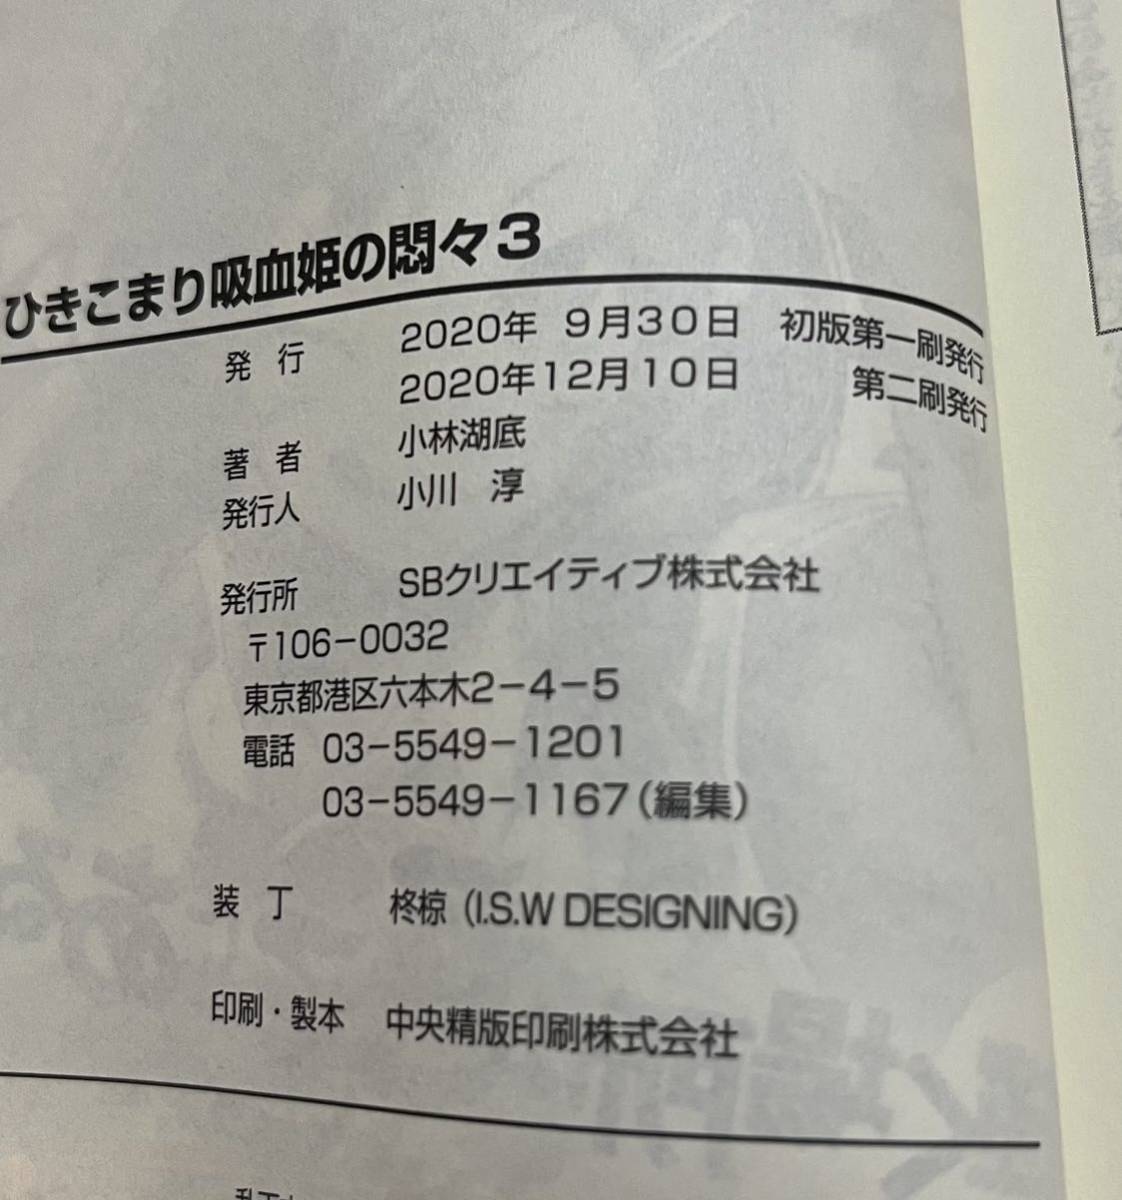 ひきこまり吸血姫の悶々3
発　行　2020年　9月30日　初版第一刷発行
2020年12月10日　第二刷発行
著　者　小林湖底
発行人　小川　淳
発行所　SBクリエイティブ株式会社
〒106－0032
東京都港区六本木2－4－5
電話　03－5549－1201
03－5549－1167（編集）
装　丁　柊椋（I.S.W DESIGNING）
印刷・製本　中央精版印刷株式会社